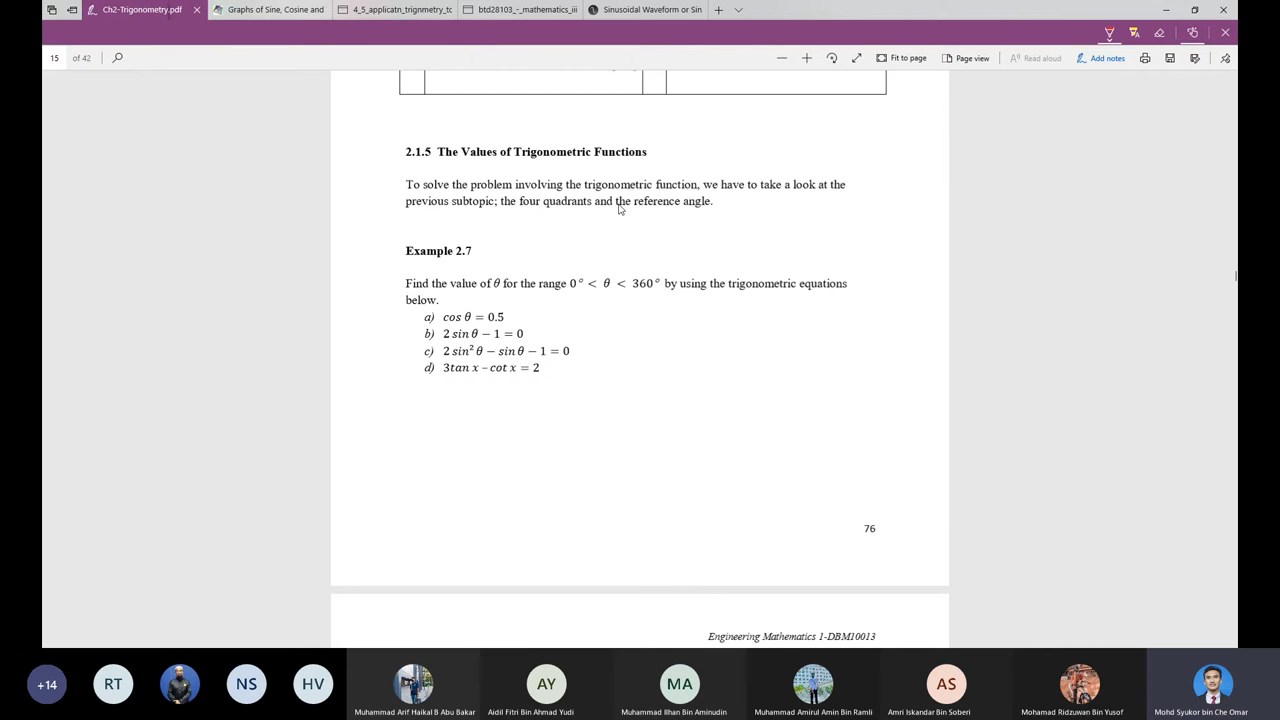 Ch2-Trigonometry.pdf
Graphs of Sine, Cosine and
4_5_applicatn_trignmetry_to
btd28103_-_mathematics_iii
Sinusoidal Waveform or Sin
15 of 42
Fit to page
Page view
Read aloud
Add notes
2.1.5 The Values of Trigonometric Functions
To solve the problem involving the trigonometric function, we have to take a look at the
previous subtopic; the four quadrants and the reference angle.
Example 2.7
Find the value of θ for the range 0° < θ < 360° by using the trigonometric equations
below.
a) cos θ = 0.5
b) 2 sin θ − 1 = 0
c) 2 sin² θ − sin θ − 1 = 0
d) 3tan x – cot x = 2
76
Engineering Mathematics 1-DBM10013
+14
RT
NS
HV
AY
MA
AS
Muhammad Arif Haikal B Abu Bakar
Aidil Fitri Bin Ahmad Yudi
Muhammad Ilhan Bin Aminudin
Muhammad Amirul Amin Bin Ramli
Amri Iskandar Bin Soberi
Mohamad Ridzuwan Bin Yusof
Mohd Syukor bin Che Omar